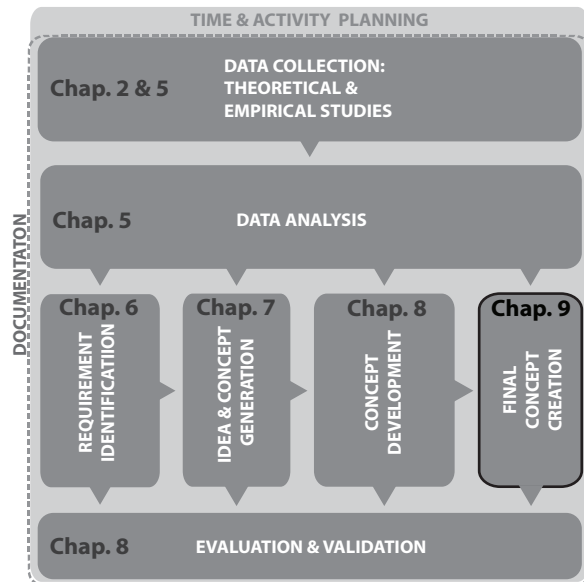 TIME & ACTIVITY PLANNING
DOCUMENTATON
Chap. 2 & 5
DATA COLLECTION:
THEORETICAL &
EMPIRICAL STUDIES
Chap. 5
DATA ANALYSIS
Chap. 6
REQUIREMENT
IDENTIFICATIION
Chap. 7
IDEA & CONCEPT
GENERATION
Chap. 8
CONCEPT
DEVELOPMENT
Chap. 9
FINAL
CONCEPT
CREATION
Chap. 8
EVALUATION & VALIDATION